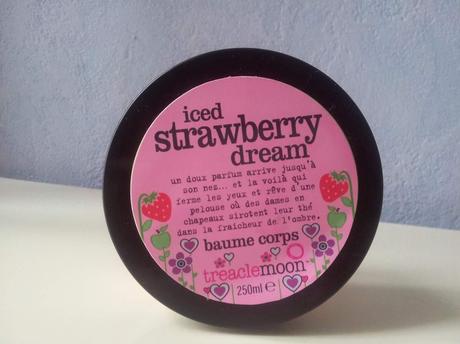 iced
strawberry
dream
un doux parfum arrive jusqu'à
son nez... et la voilà qui
ferme les yeux et rêve d'une
pelouse où des dames en
chapeaux sirotent leur thé
dans la fraicheur de l'ombre.
baume corps
treaclemoon
250ml e